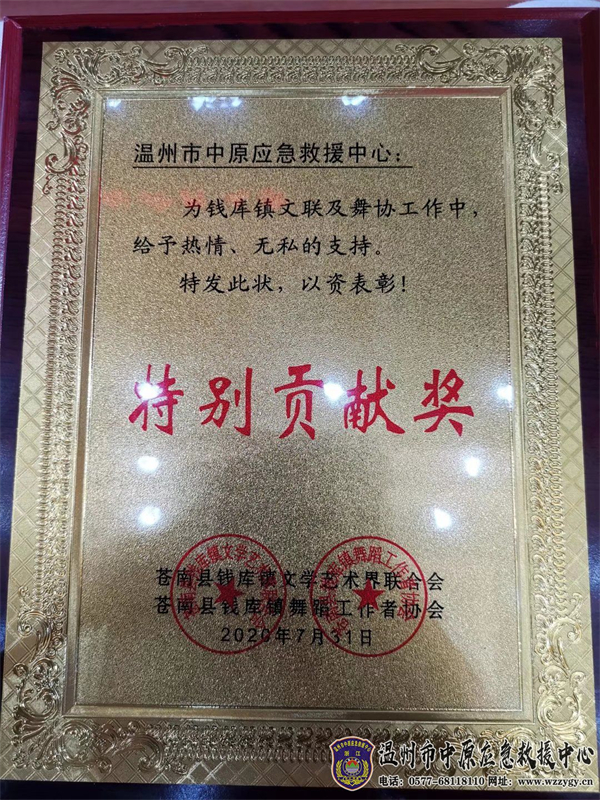 温州市中原应急救援中心：
为钱库镇文联及舞协工作中，
给予热情、无私的支持。
特发此状，以资表彰！
特别贡献奖
苍南县钱库镇文学艺术界联合会
苍南县钱库镇舞蹈工作者协会
2020年7月31日
温州市中原应急救援中心
电话：0577-68118110 网址：www.wzzygy.cn